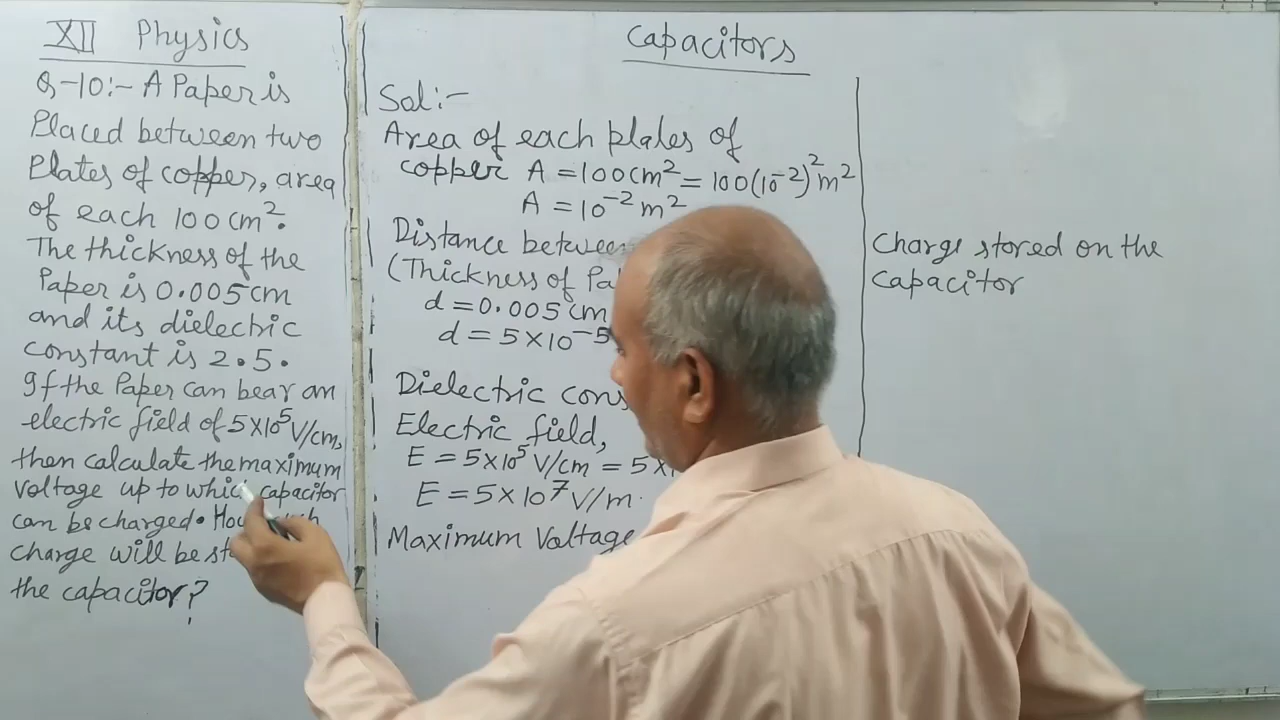 XII Physics
Q-10:- A Paper is
Placed between two
Plates of copper, area
of each 100 cm².
The thickness of the
Paper is 0.005 cm
and its dielectric
constant is 2.5.
If the Paper can bear an
electric field of 5×10⁵ V/cm,
then calculate the maximum
voltage up to which capacitor
can be charged.
charge will be
the capacitor?
Capacitors
Sol:-
Area of each plates of
copper A = 100 cm² = 100(10⁻²)² m²
A = 10⁻² m²
Distance between
(Thickness of
d = 0.005 cm
d = 5×10⁻⁵
Dielectric
Electric field,
E = 5×10⁵ V/cm =
E = 5×10⁷ V/m.
Maximum Voltage
Charge stored on the
capacitor